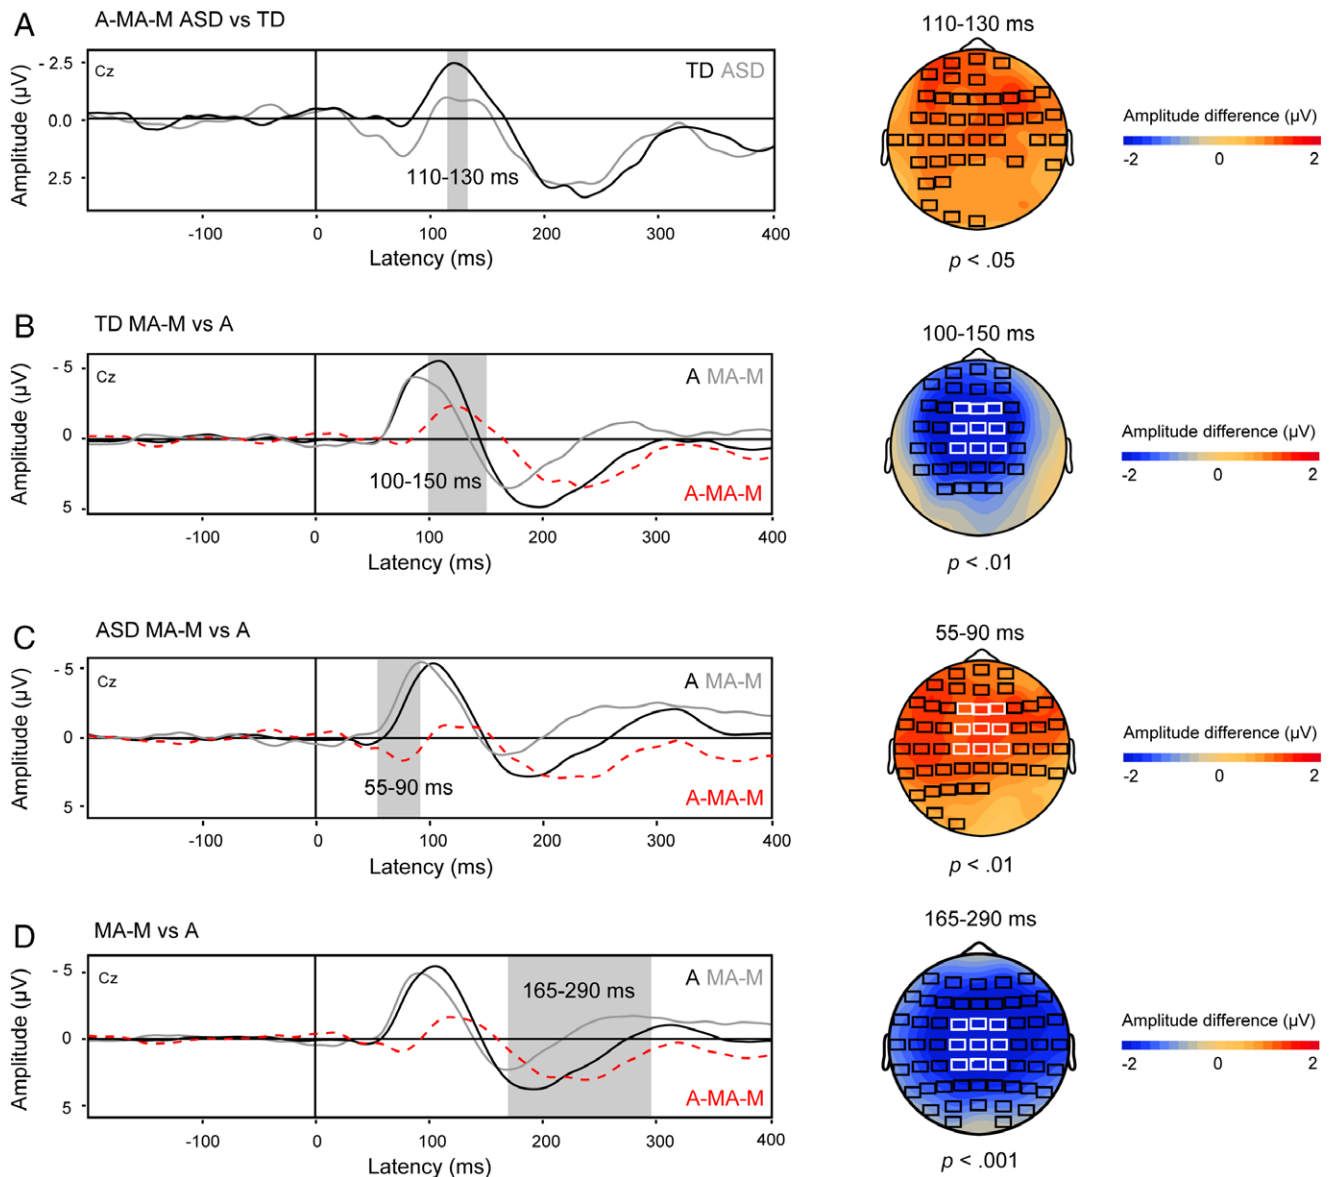 A
A-MA-M ASD vs TD
Amplitude (µV)
- 2.5
0.0
2.5
Cz
TD ASD
110-130 ms
-100 0 100 200 300 400
Latency (ms)
110-130 ms
p < .05
Amplitude difference (µV)
-2 0 2
B
TD MA-M vs A
Amplitude (µV)
- 5
0
5
Cz
A MA-M
100-150 ms
A-MA-M
-100 0 100 200 300 400
Latency (ms)
100-150 ms
p < .01
Amplitude difference (µV)
-2 0 2
C
ASD MA-M vs A
Amplitude (µV)
- 5
0
5
Cz
A MA-M
55-90 ms
A-MA-M
-100 0 100 200 300 400
Latency (ms)
55-90 ms
p < .01
Amplitude difference (µV)
-2 0 2
D
MA-M vs A
Amplitude (µV)
- 5
0
5
Cz
A MA-M
165-290 ms
A-MA-M
-100 0 100 200 300 400
Latency (ms)
165-290 ms
p < .001
Amplitude difference (µV)
-2 0 2